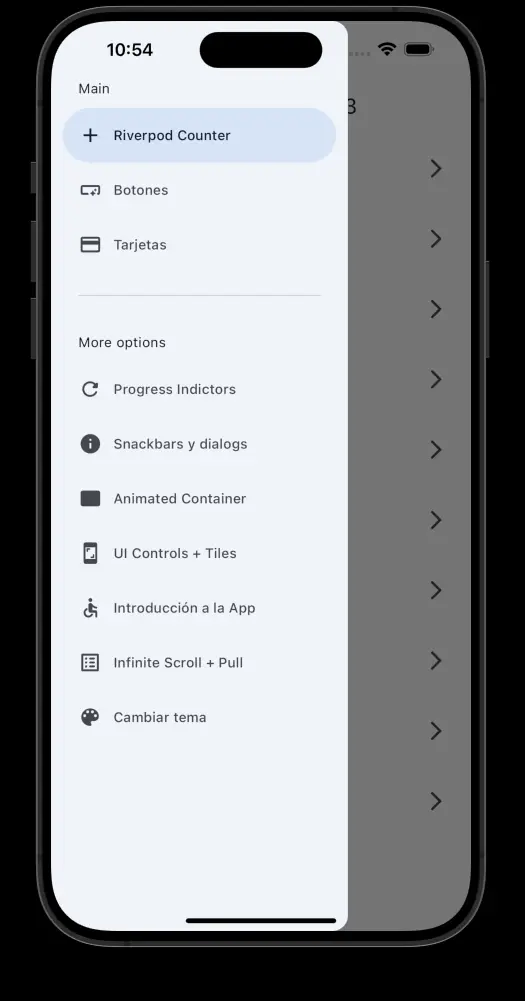 10:54
Main
3
Riverpod Counter
Botones
Tarjetas
More options
Progress Indictors
Snackbars y dialogs
Animated Container
UI Controls + Tiles
Introducción a la App
Infinite Scroll + Pull
Cambiar tema